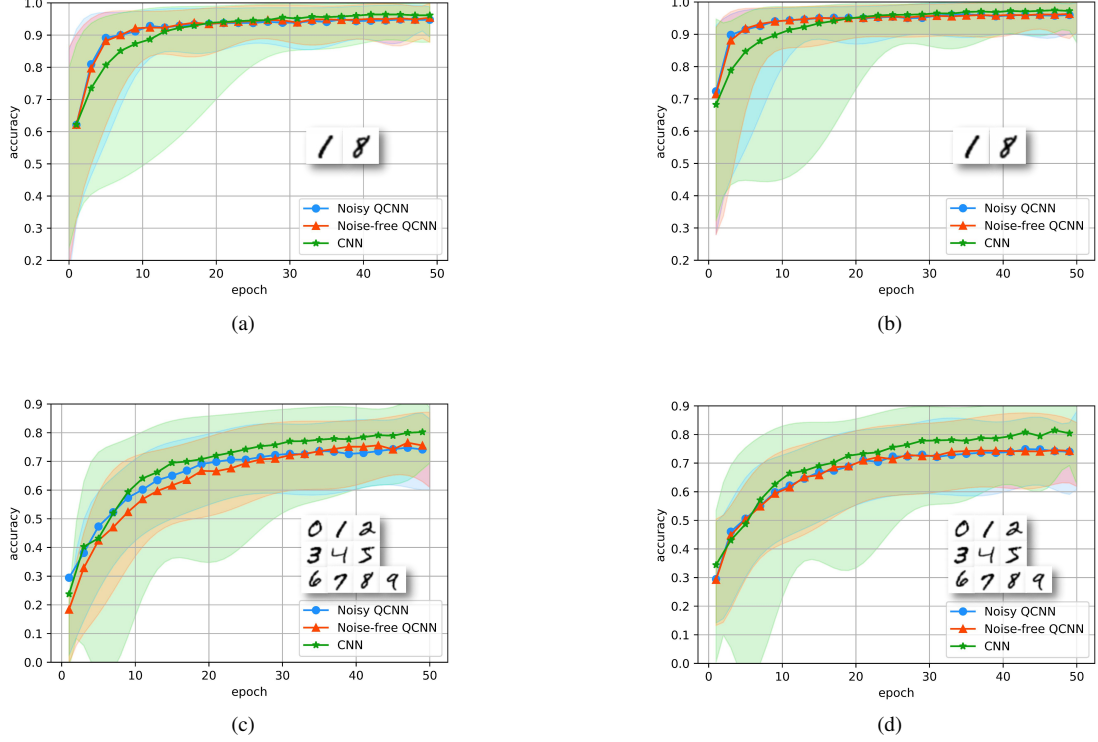 1.0
0.9
0.8
0.7
0.6
0.5
0.4
0.3
0.2
accuracy
1 8
Noisy QCNN
Noise-free QCNN
CNN
0 10 20 30 40 50
epoch
(a)
1.0
0.9
0.8
0.7
0.6
0.5
0.4
0.3
0.2
accuracy
1 8
Noisy QCNN
Noise-free QCNN
CNN
0 10 20 30 40 50
epoch
(b)
0.9
0.8
0.7
0.6
0.5
0.4
0.3
0.2
0.1
0.0
accuracy
0 1 2
3 4 5
6 7 8 9
Noisy QCNN
Noise-free QCNN
CNN
0 10 20 30 40 50
epoch
(c)
0.9
0.8
0.7
0.6
0.5
0.4
0.3
0.2
0.1
0.0
accuracy
0 1 2
3 4 5
6 7 8 9
Noisy QCNN
Noise-free QCNN
CNN
0 10 20 30 40 50
epoch
(d)